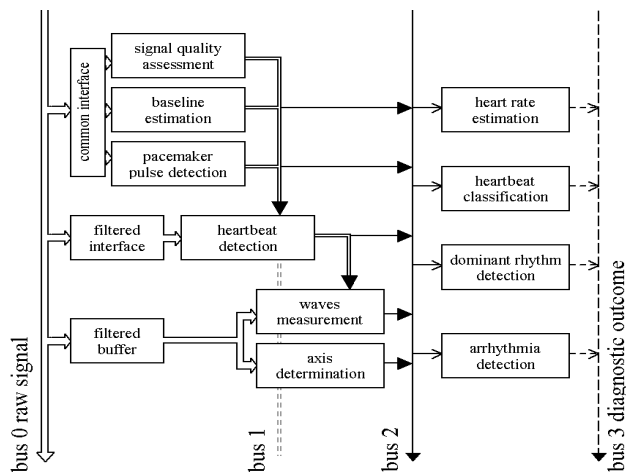 signal quality
assessment
common interface
baseline
estimation
pacemaker
pulse detection
heart rate
estimation
heartbeat
classification
filtered
interface
heartbeat
detection
dominant rhythm
detection
waves
measurement
filtered
buffer
axis
determination
arrhythmia
detection
bus 0 raw signal
bus 1
bus 2
bus 3 diagnostic outcome